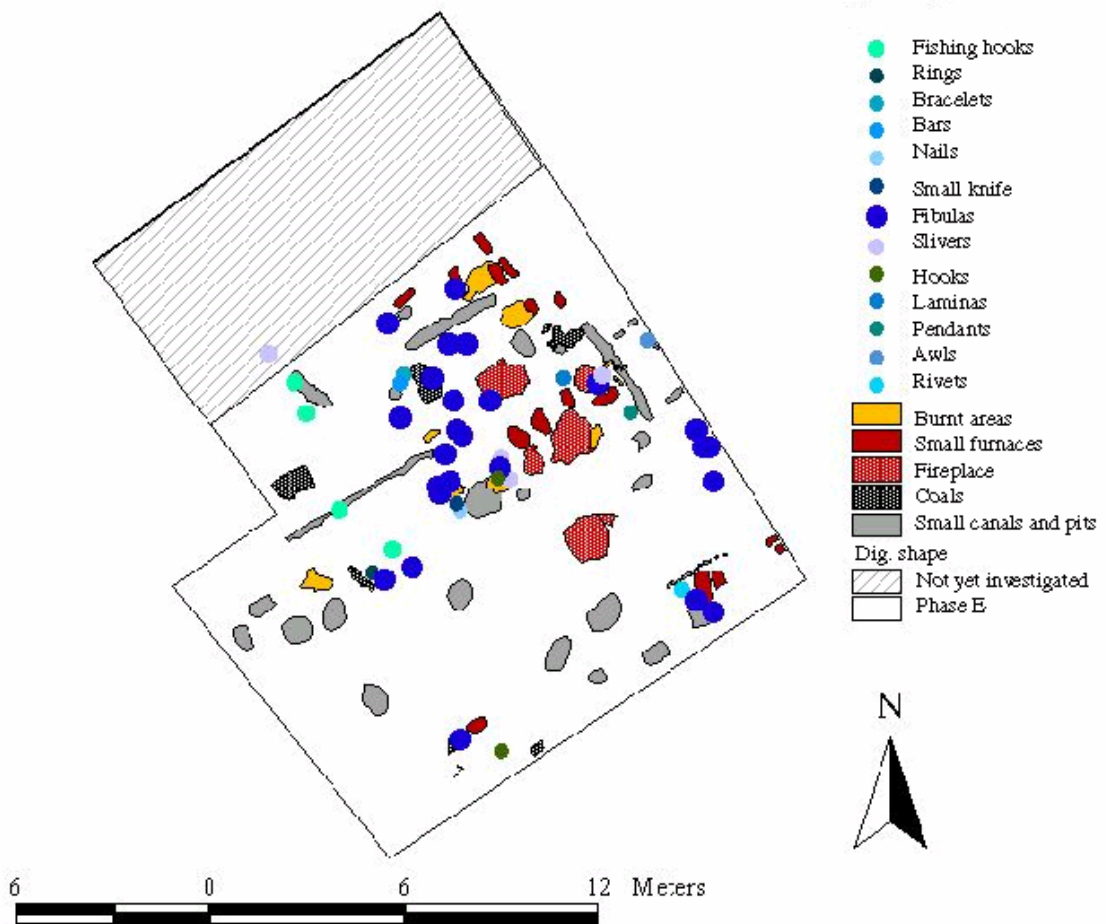 Fishing hooks
Rings
Bracelets
Bars
Nails
Small knife
Fibulas
Slivers
Hooks
Laminas
Pendants
Awls
Rivets
Burnt areas
Small furnaces
Fireplace
Coals
Small canals and pits
Dig. shape
Not yet investigated
Phase E
N
6 0 6 12 Meters